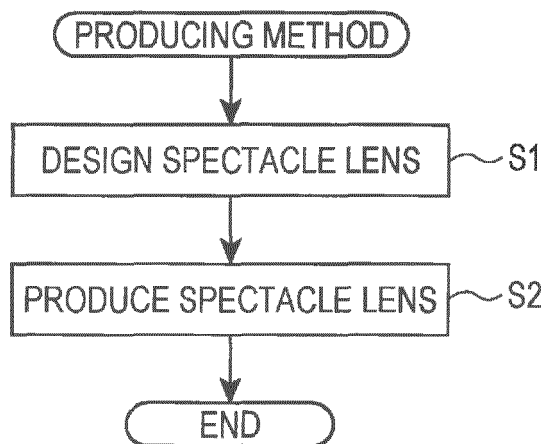 PRODUCING METHOD
DESIGN SPECTACLE LENS
S1
PRODUCE SPECTACLE LENS
S2
END